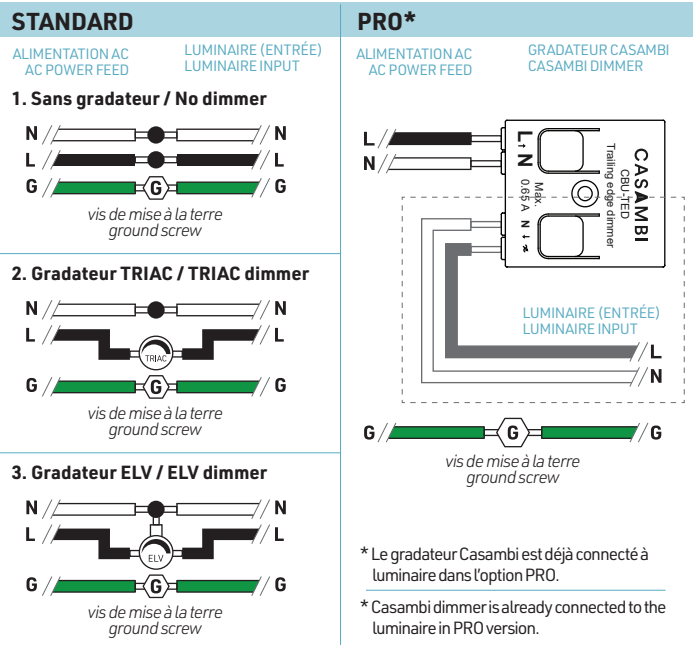 STANDARD
ALIMENTATION AC
AC POWER FEED
LUMINAIRE (ENTRÉE)
LUMINAIRE INPUT
1. Sans gradateur / No dimmer
N // // N
L // // L
G // G // G
vis de mise à la terre
ground screw
2. Gradateur TRIAC / TRIAC dimmer
N // // N
L // // L
TRIAC
G // G // G
vis de mise à la terre
ground screw
3. Gradateur ELV / ELV dimmer
N // // N
L // // L
ELV
G // G // G
vis de mise à la terre
ground screw
PRO*
ALIMENTATION AC
AC POWER FEED
GRADATEUR CASAMBI
CASAMBI DIMMER
L //
N //
L↑ N
Max.
0.65 A N ↓
CASAMBI
CBU-TED
Trailing edge dimmer
LUMINAIRE (ENTRÉE)
LUMINAIRE INPUT
// L
// N
G // G // G
vis de mise à la terre
ground screw
* Le gradateur Casambi est déjà connecté à
luminaire dans l'option PRO.
* Casambi dimmer is already connected to the
luminaire in PRO version.